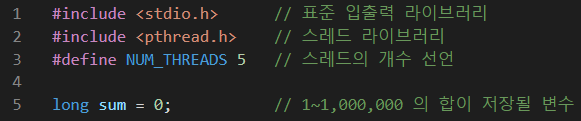 1 #include <stdio.h> // 표준 입출력 라이브러리
2 #include <pthread.h> // 스레드 라이브러리
3 #define NUM_THREADS 5 // 스레드의 개수 선언
4
5 long sum = 0; // 1~1,000,000 의 합이 저장될 변수